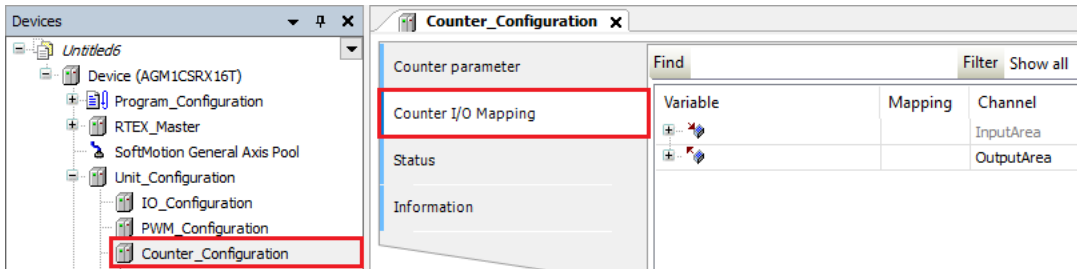 Devices
Untitled6
Device (AGM1CSRX16T)
Program_Configuration
RTEX_Master
SoftMotion General Axis Pool
Unit_Configuration
IO_Configuration
PWM_Configuration
Counter_Configuration
Counter_Configuration
Counter parameter
Counter I/O Mapping
Status
Information
Find Filter Show all
Variable Mapping Channel
InputArea
OutputArea